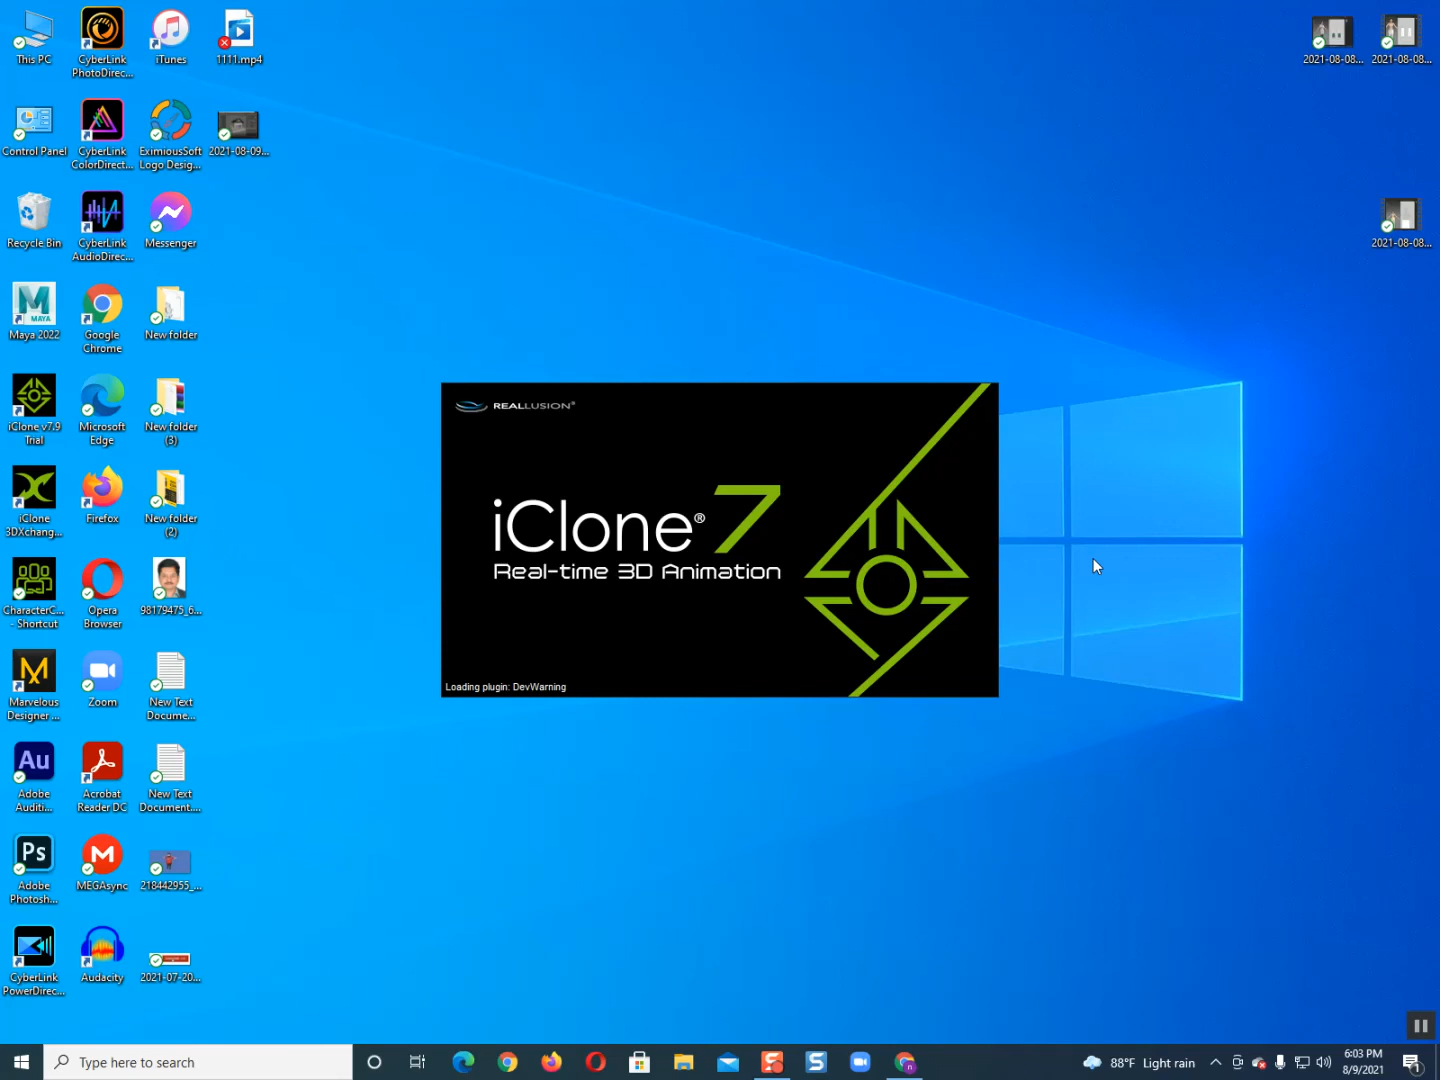 This PC
CyberLink
PhotoDirec...
iTunes
1111.mp4
2021-08-08...
2021-08-08...
Control Panel
CyberLink
ColorDirect...
EximiousSoft
Logo Desig...
2021-08-09...
Recycle Bin
CyberLink
AudioDirec...
Messenger
2021-08-08...
MAYA
Maya 2022
Google
Chrome
New folder
iClone v7.9
Trial
Microsoft
Edge
New folder
(3)
REALLUSION®
iClone® 7
Real-time 3D Animation
Loading plugin: DevWarning
iClone
3DXchang...
Firefox
New folder
(2)
CharacterC...
- Shortcut
Opera
Browser
98179475_6...
Marvelous
Designer ...
Zoom
New Text
Docume...
Au
Adobe
Auditi...
Acrobat
Reader DC
New Text
Document....
Ps
Adobe
Photosh...
MEGAsync
218442955_...
CyberLink
PowerDirec...
Audacity
2021-07-20...
Type here to search
88°F Light rain
6:03 PM
8/9/2021
1